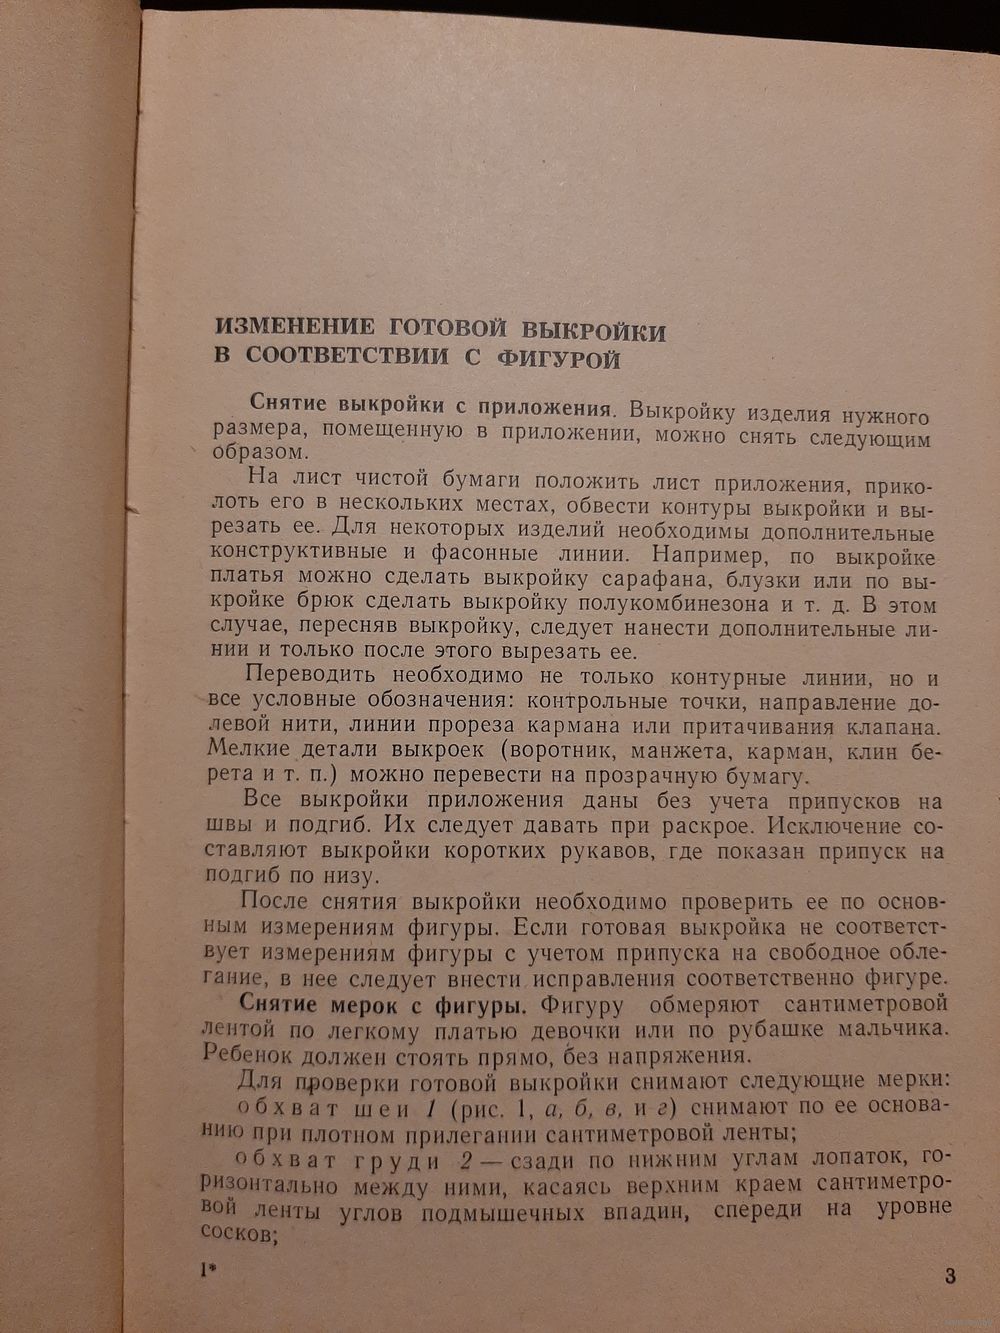 ИЗМЕНЕНИЕ ГОТОВОЙ ВЫКРОЙКИ
В СООТВЕТСТВИИ С ФИГУРОЙ
Снятие выкройки с приложения. Выкройку изделия нужного
размера, помещенную в приложении, можно снять следующим
образом.
На лист чистой бумаги положить лист приложения, прико-
лоть его в нескольких местах, обвести контуры выкройки и вы-
резать ее. Для некоторых изделий необходимы дополнительные
конструктивные и фасонные линии. Например, по выкройке
платья можно сделать выкройку сарафана, блузки или по вы-
кройке брюк сделать выкройку полукомбинезона и т. д. В этом
случае, пересняв выкройку, следует нанести дополнительные ли-
нии и только после этого вырезать ее.
Переводить необходимо не только контурные линии, но и
все условные обозначения: контрольные точки, направление до-
левой нити, линии прореза кармана или притачивания клапана.
Мелкие детали выкроек (воротник, манжета, карман, клин бе-
рета и т. п.) можно перевести на прозрачную бумагу.
Все выкройки приложения даны без учета припусков на
швы и подгиб. Их следует давать при раскрое. Исключение со-
ставляют выкройки коротких рукавов, где показан припуск на
подгиб по низу.
После снятия выкройки необходимо проверить ее по основ-
ным измерениям фигуры. Если готовая выкройка не соответст-
вует измерениям фигуры с учетом припуска на свободное обле-
гание, в нее следует внести исправления соответственно фигуре.
Снятие мерок с фигуры. Фигуру обмеряют сантиметровой
лентой по легкому платью девочки или по рубашке мальчика.
Ребенок должен стоять прямо, без напряжения.
Для проверки готовой выкройки снимают следующие мерки:
обхват шеи 1 (рис. 1, а, б, в, и г) снимают по ее основа-
нию при плотном прилегании сантиметровой ленты;
обхват груди 2 — сзади по нижним углам лопаток, го-
ризонтально между ними, касаясь верхним краем сантиметро-
вой ленты углов подмышечных впадин, спереди на уровне
сосков;
1*
3